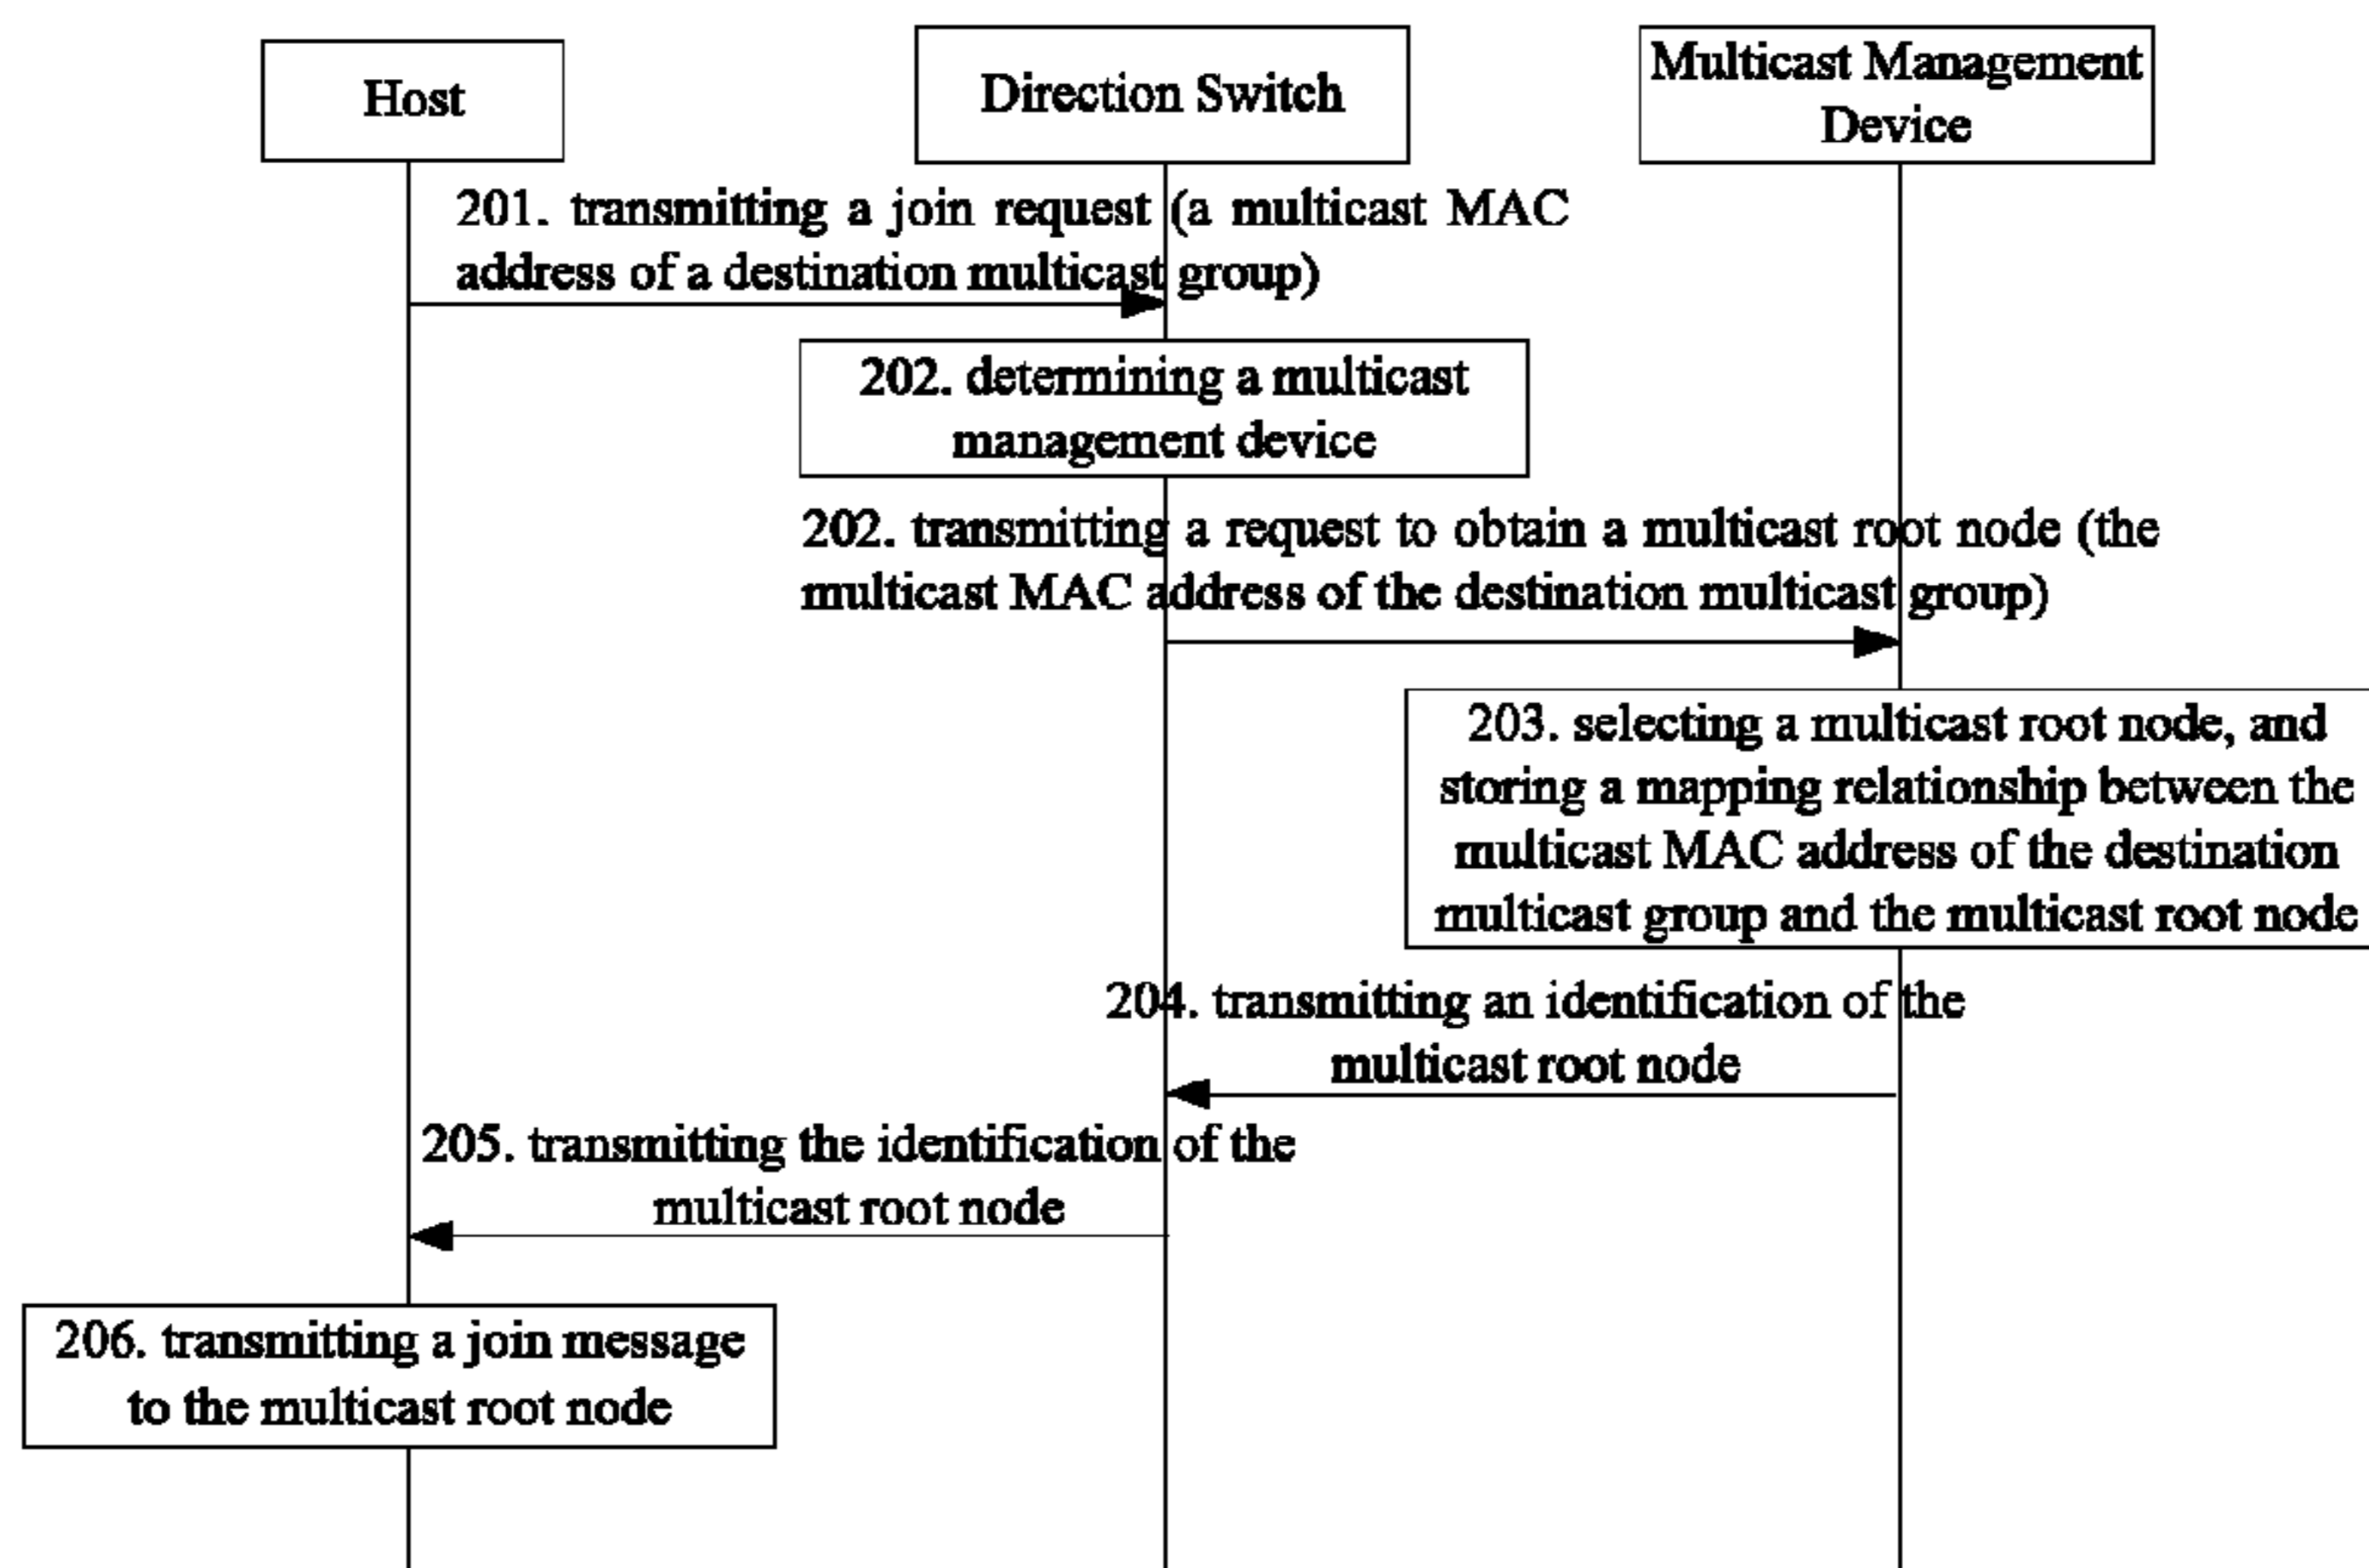 Host
Direction Switch
Multicast Management
Device
201. transmitting a join request (a multicast MAC
address of a destination multicast group)
202. determining a multicast
management device
202. transmitting a request to obtain a multicast root node (the
multicast MAC address of the destination multicast group)
203. selecting a multicast root node, and
storing a mapping relationship between the
multicast MAC address of the destination
multicast group and the multicast root node
204. transmitting an identification of the
multicast root node
205. transmitting the identification of the
multicast root node
206. transmitting a join message
to the multicast root node